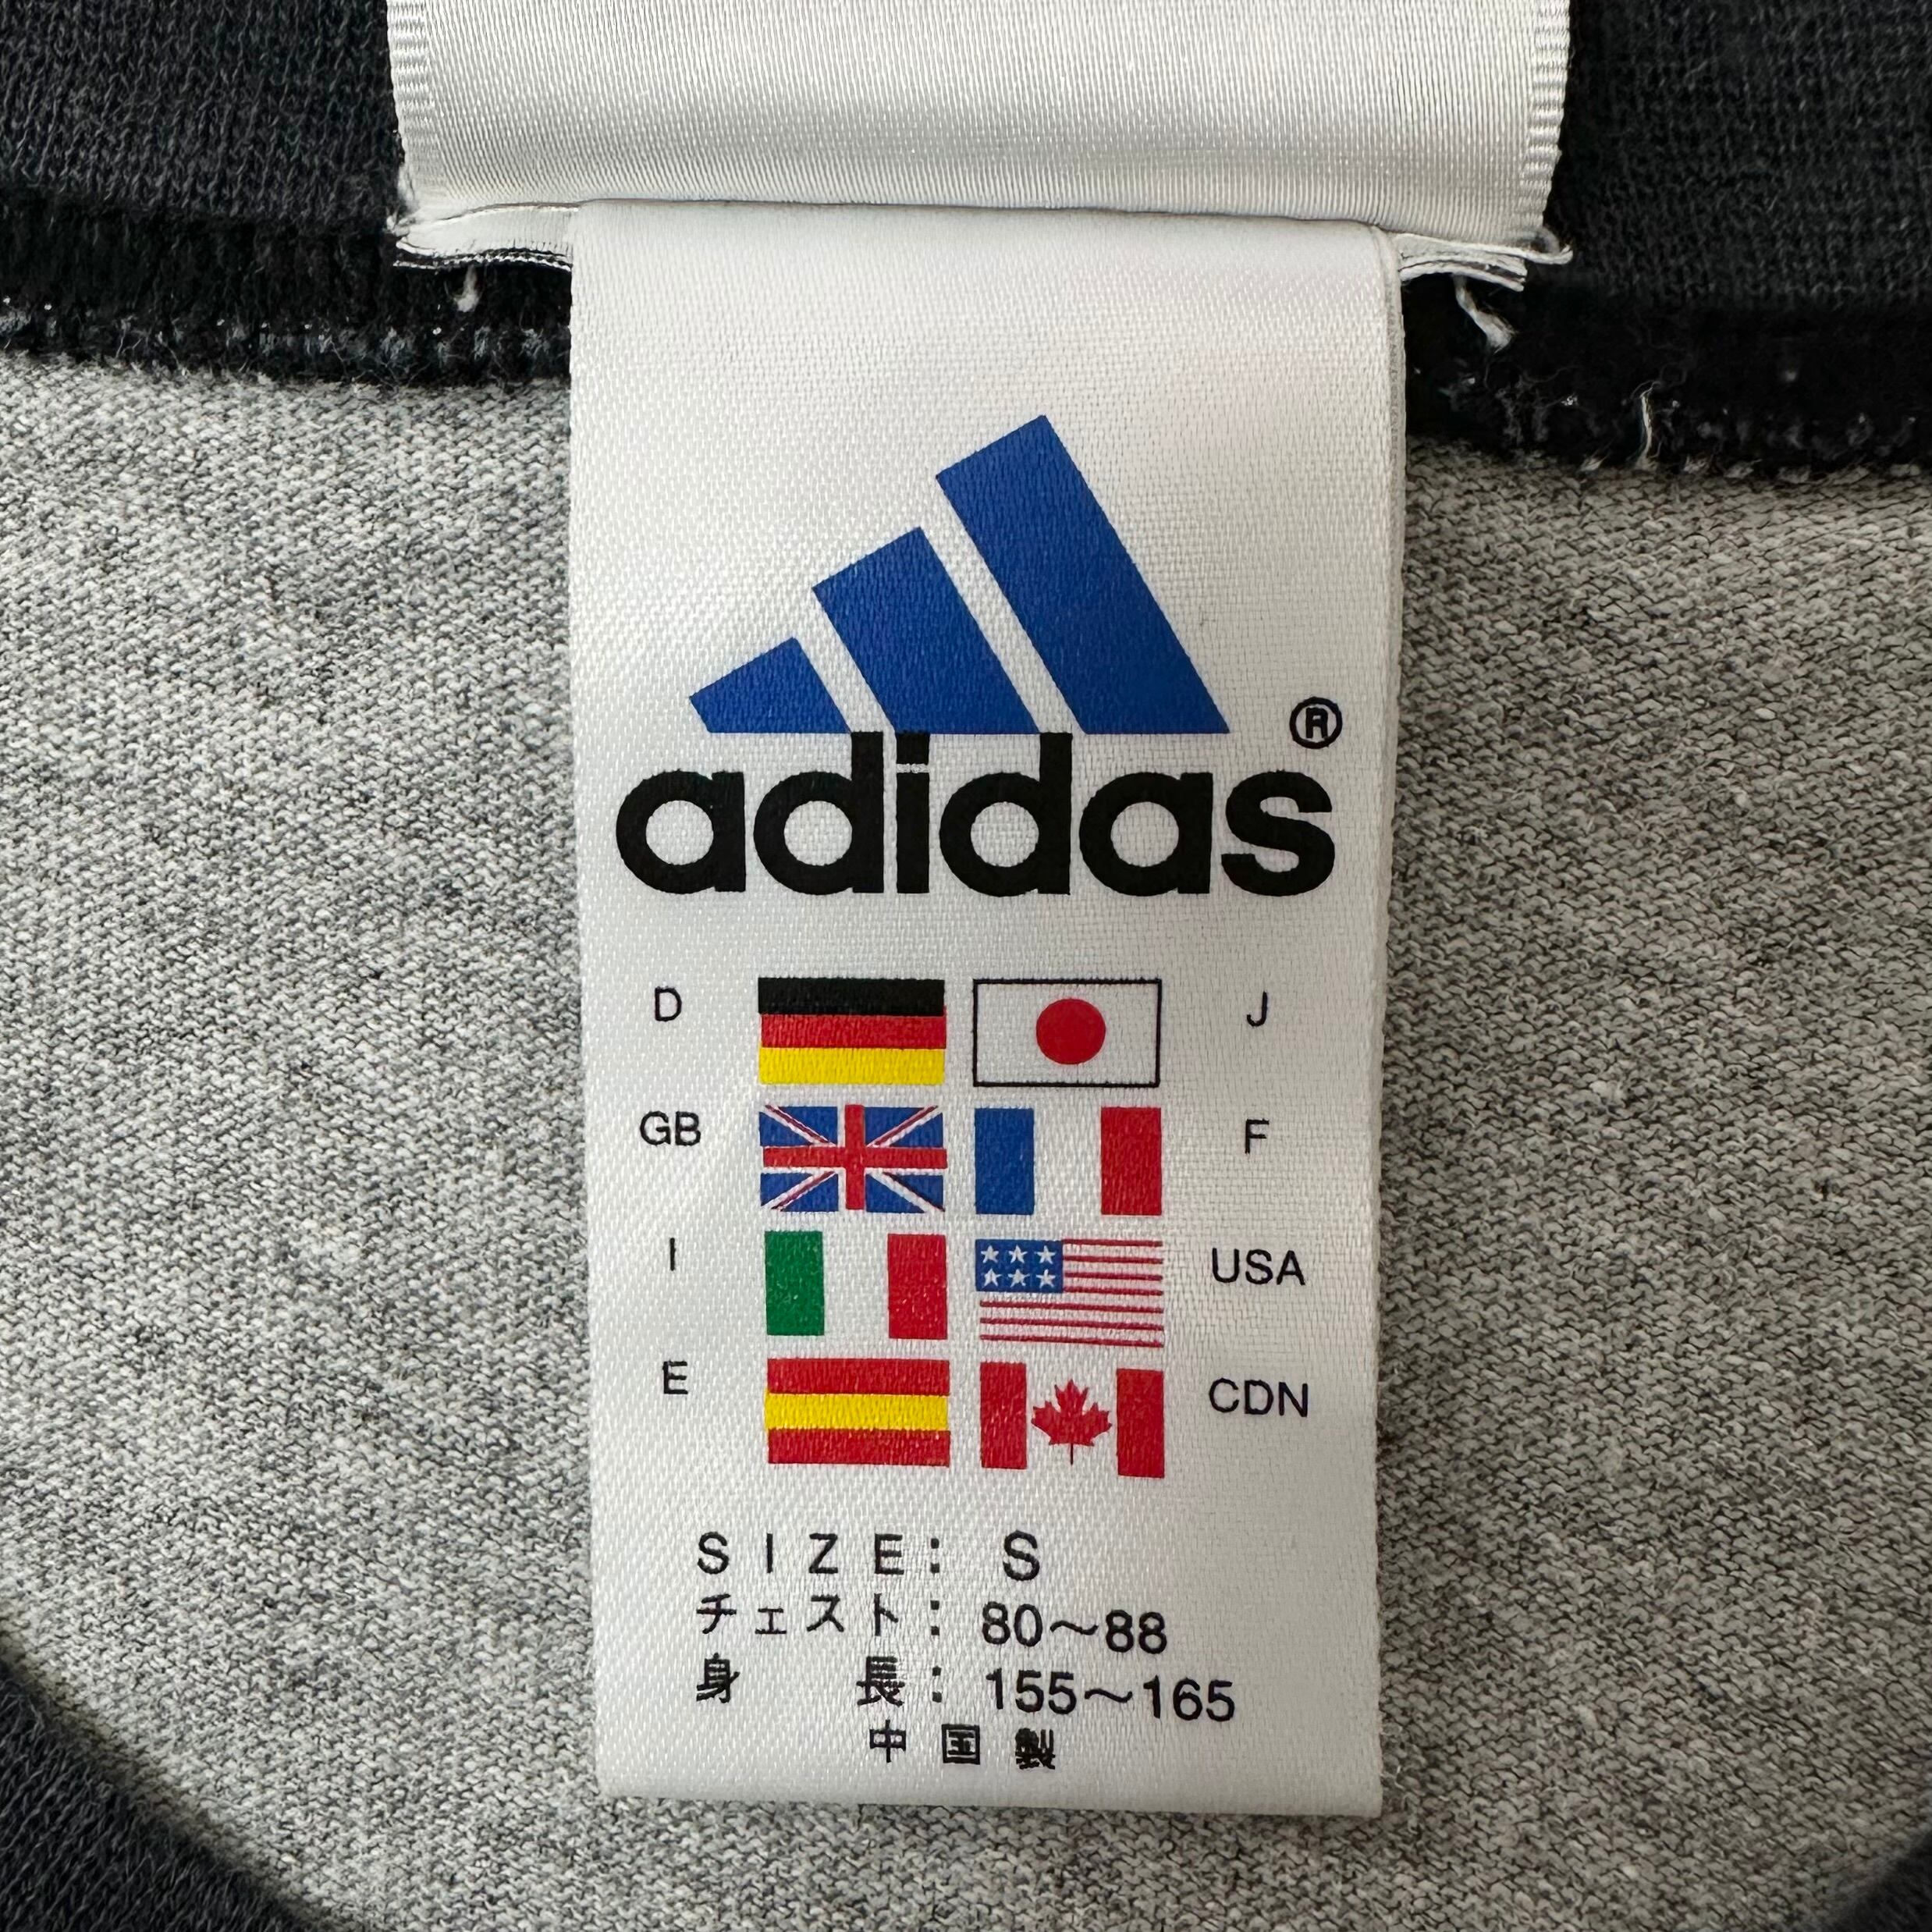 adidas®
D J
GB F
I USA
E CDN
SIZE: S
チェスト: 80～88
身長: 155～165
中国製